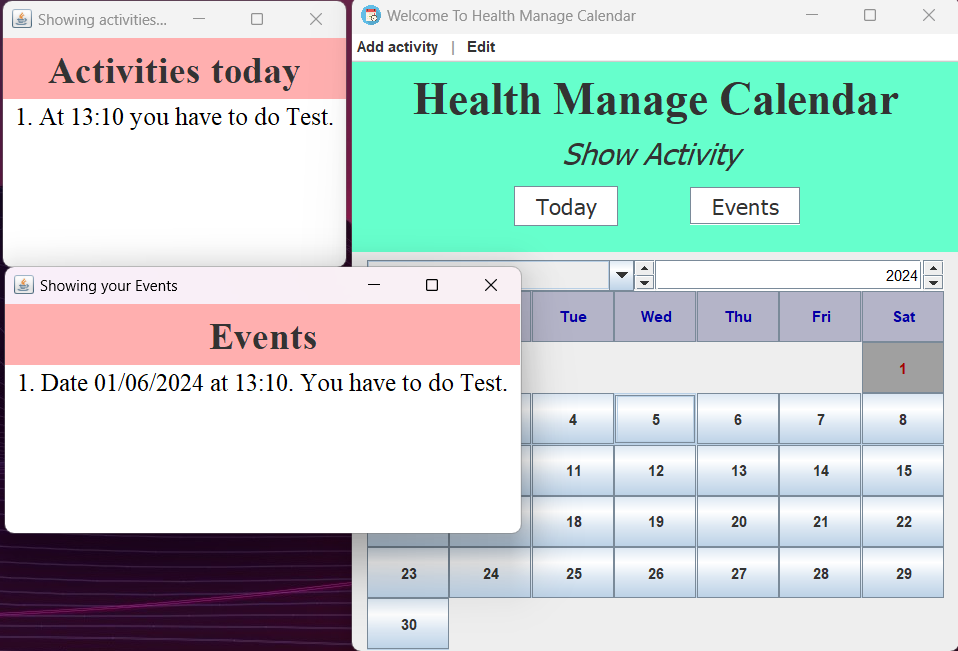 Showing activities...
Activities today
1. At 13:10 you have to do Test.
Showing your Events
Events
1. Date 01/06/2024 at 13:10. You have to do Test.
Welcome To Health Manage Calendar
Add activity | Edit
Health Manage Calendar
Show Activity
Today Events
2024
Tue Wed Thu Fri Sat
1
4 5 6 7 8
11 12 13 14 15
18 19 20 21 22
23 24 25 26 27 28 29
30